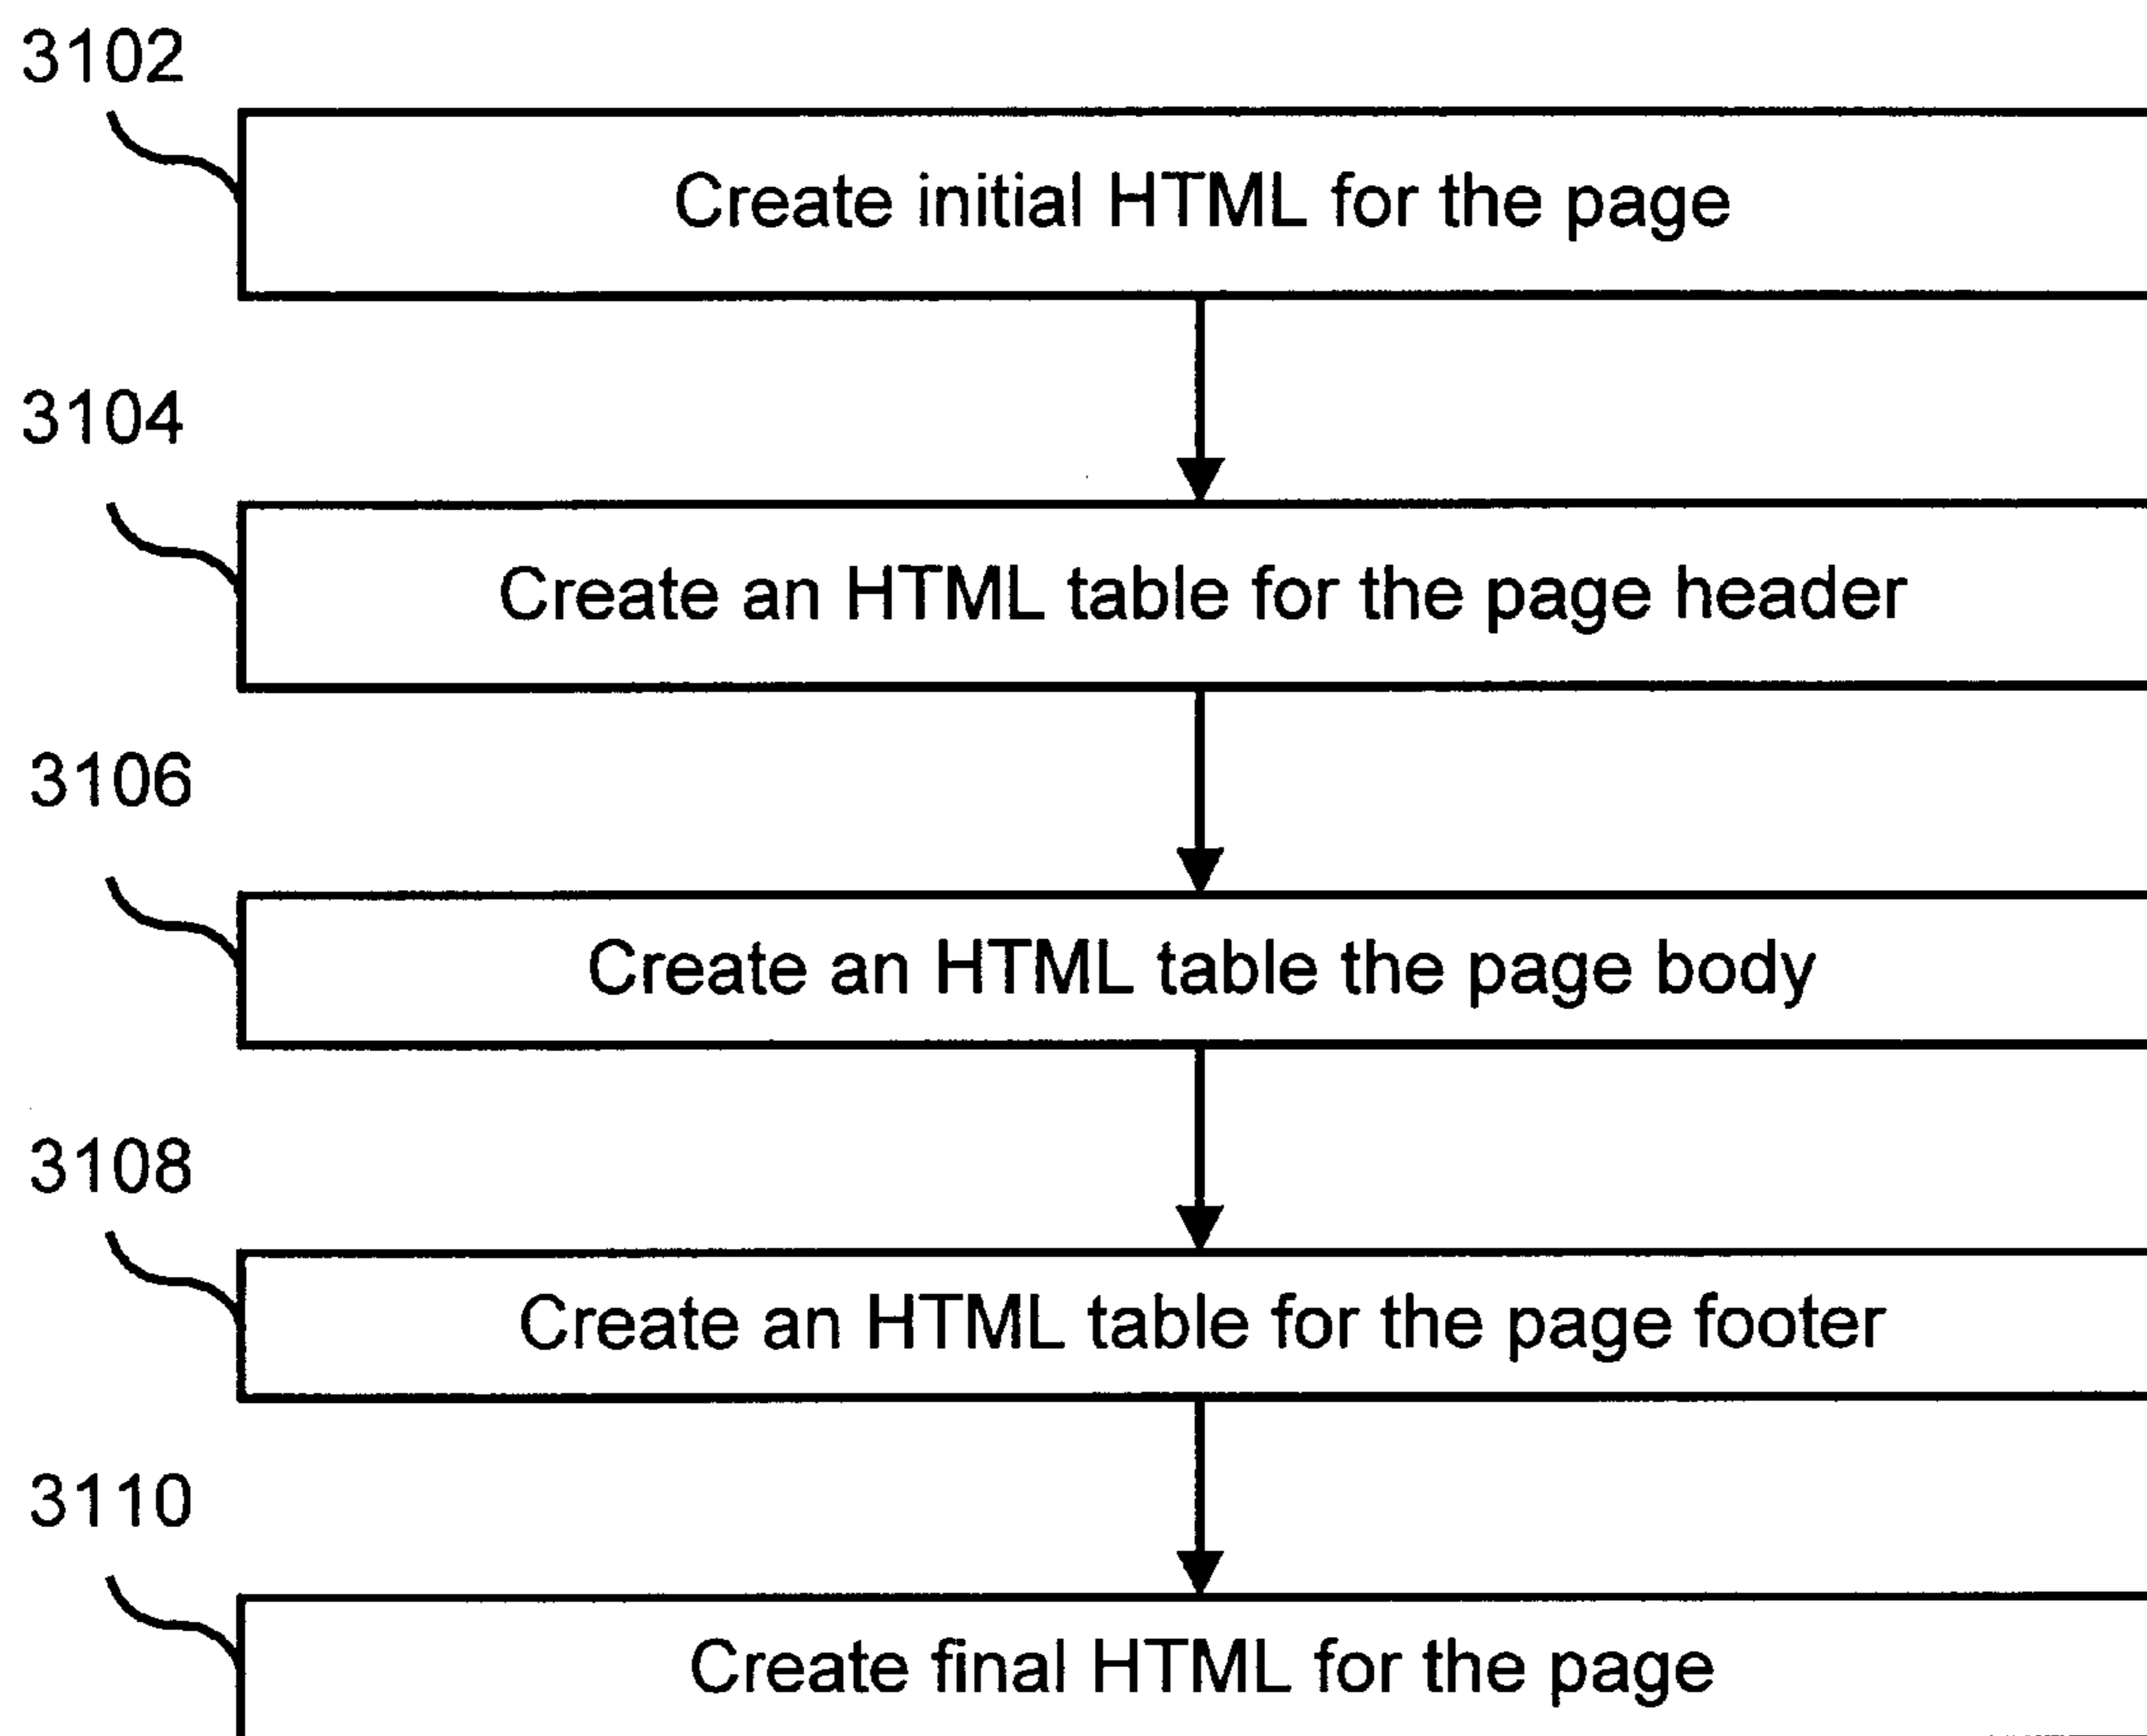 3102
Create initial HTML for the page
3104
Create an HTML table for the page header
3106
Create an HTML table the page body
3108
Create an HTML table for the page footer
3110
Create final HTML for the page